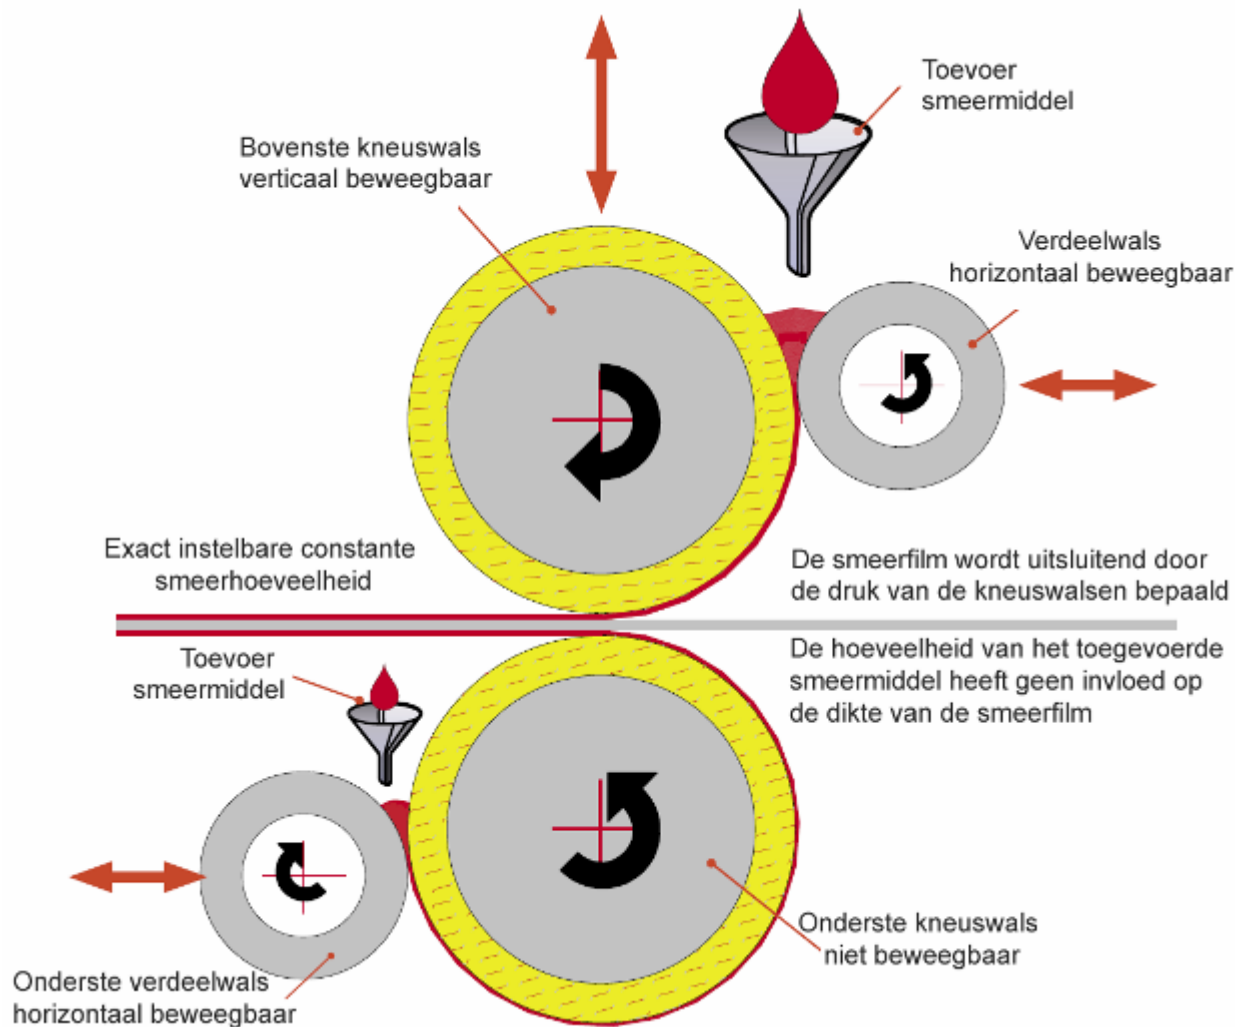 Toevoer
smeermiddel
Bovenste kneuswals
verticaal beweegbaar
Verdeelwals
horizontaal beweegbaar
Exact instelbare constante
smeerhoeveelheid
De smeerfilm wordt uitsluitend door
de druk van de kneuswalsen bepaald
Toevoer
smeermiddel
De hoeveelheid van het toegevoerde
smeermiddel heeft geen invloed op
de dikte van de smeerfilm
Onderste kneuswals
niet beweegbaar
Onderste verdeelwals
horizontaal beweegbaar